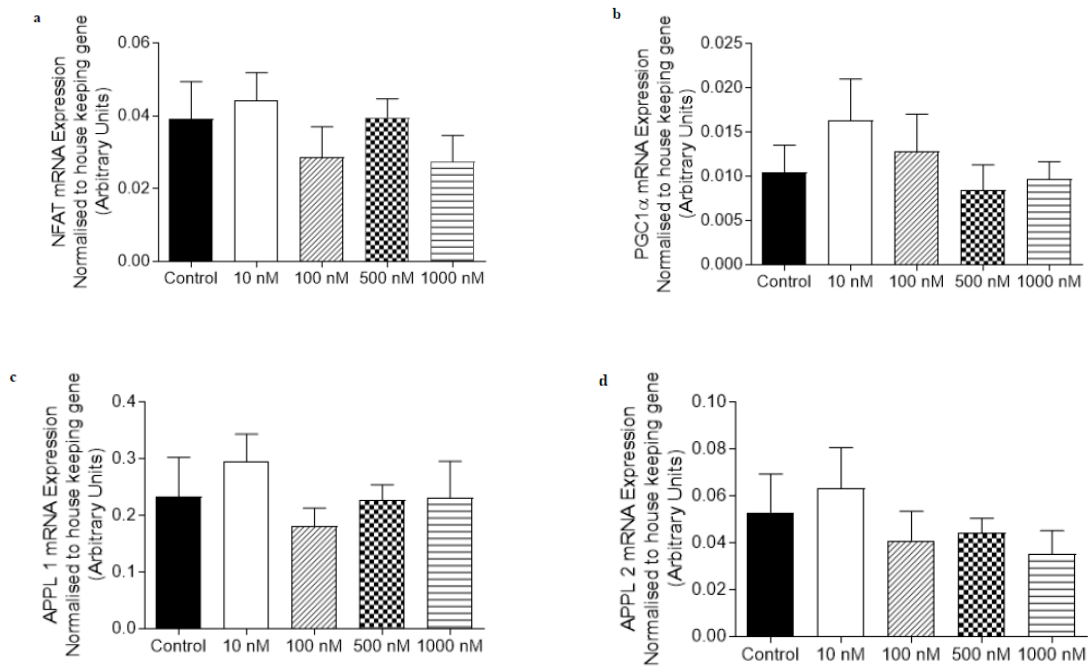 a
NFAT mRNA Expression
Normalised to house keeping gene
(Arbitrary Units)
0.06
0.04
0.02
0.00
Control 10 nM 100 nM 500 nM 1000 nM
b
PGC1α mRNA Expression
Normalised to house keeping gene
(Arbitrary Units)
0.025
0.020
0.015
0.010
0.005
0.000
Control 10 nM 100 nM 500 nM 1000 nM
c
APPL 1 mRNA Expression
Normalised to house keeping gene
(Arbitrary Units)
0.4
0.3
0.2
0.1
0.0
Control 10 nM 100 nM 500 nM 1000 nM
d
APPL 2 mRNA Expression
Normalised to house keeping gene
(Arbitrary Units)
0.10
0.08
0.06
0.04
0.02
0.00
Control 10 nM 100 nM 500 nM 1000 nM